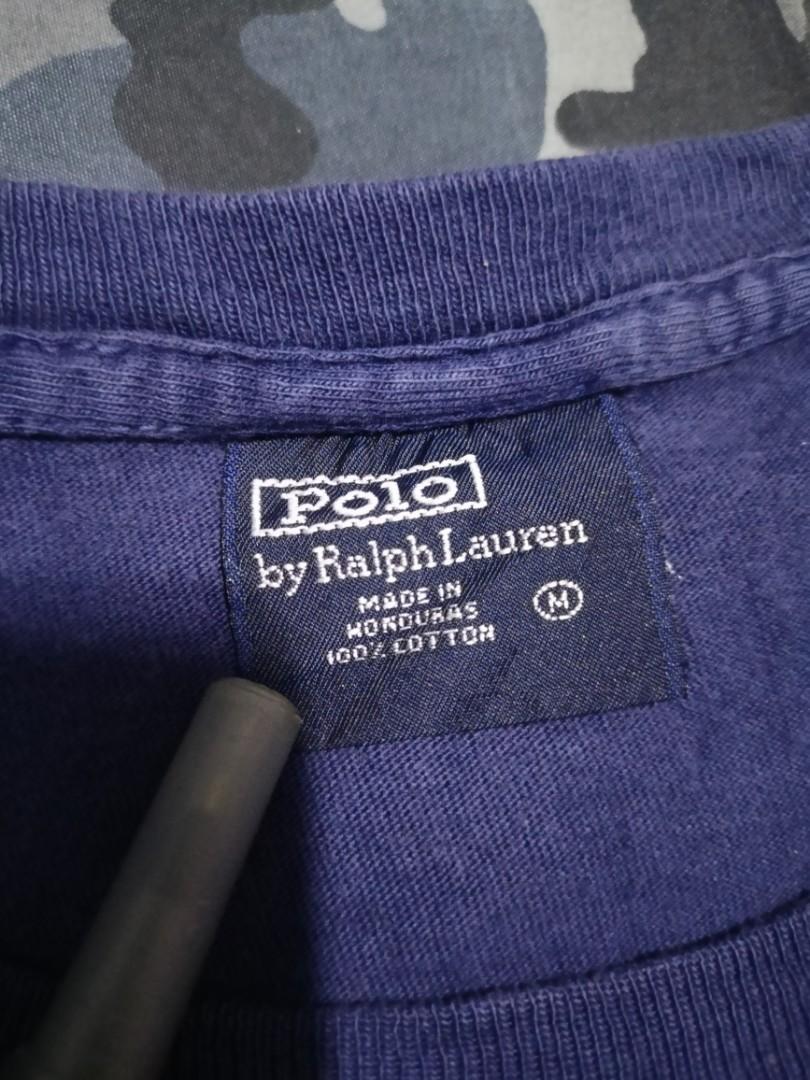 Polo
by Ralph Lauren
MADE IN
HONDURAS
100% COTTON
M